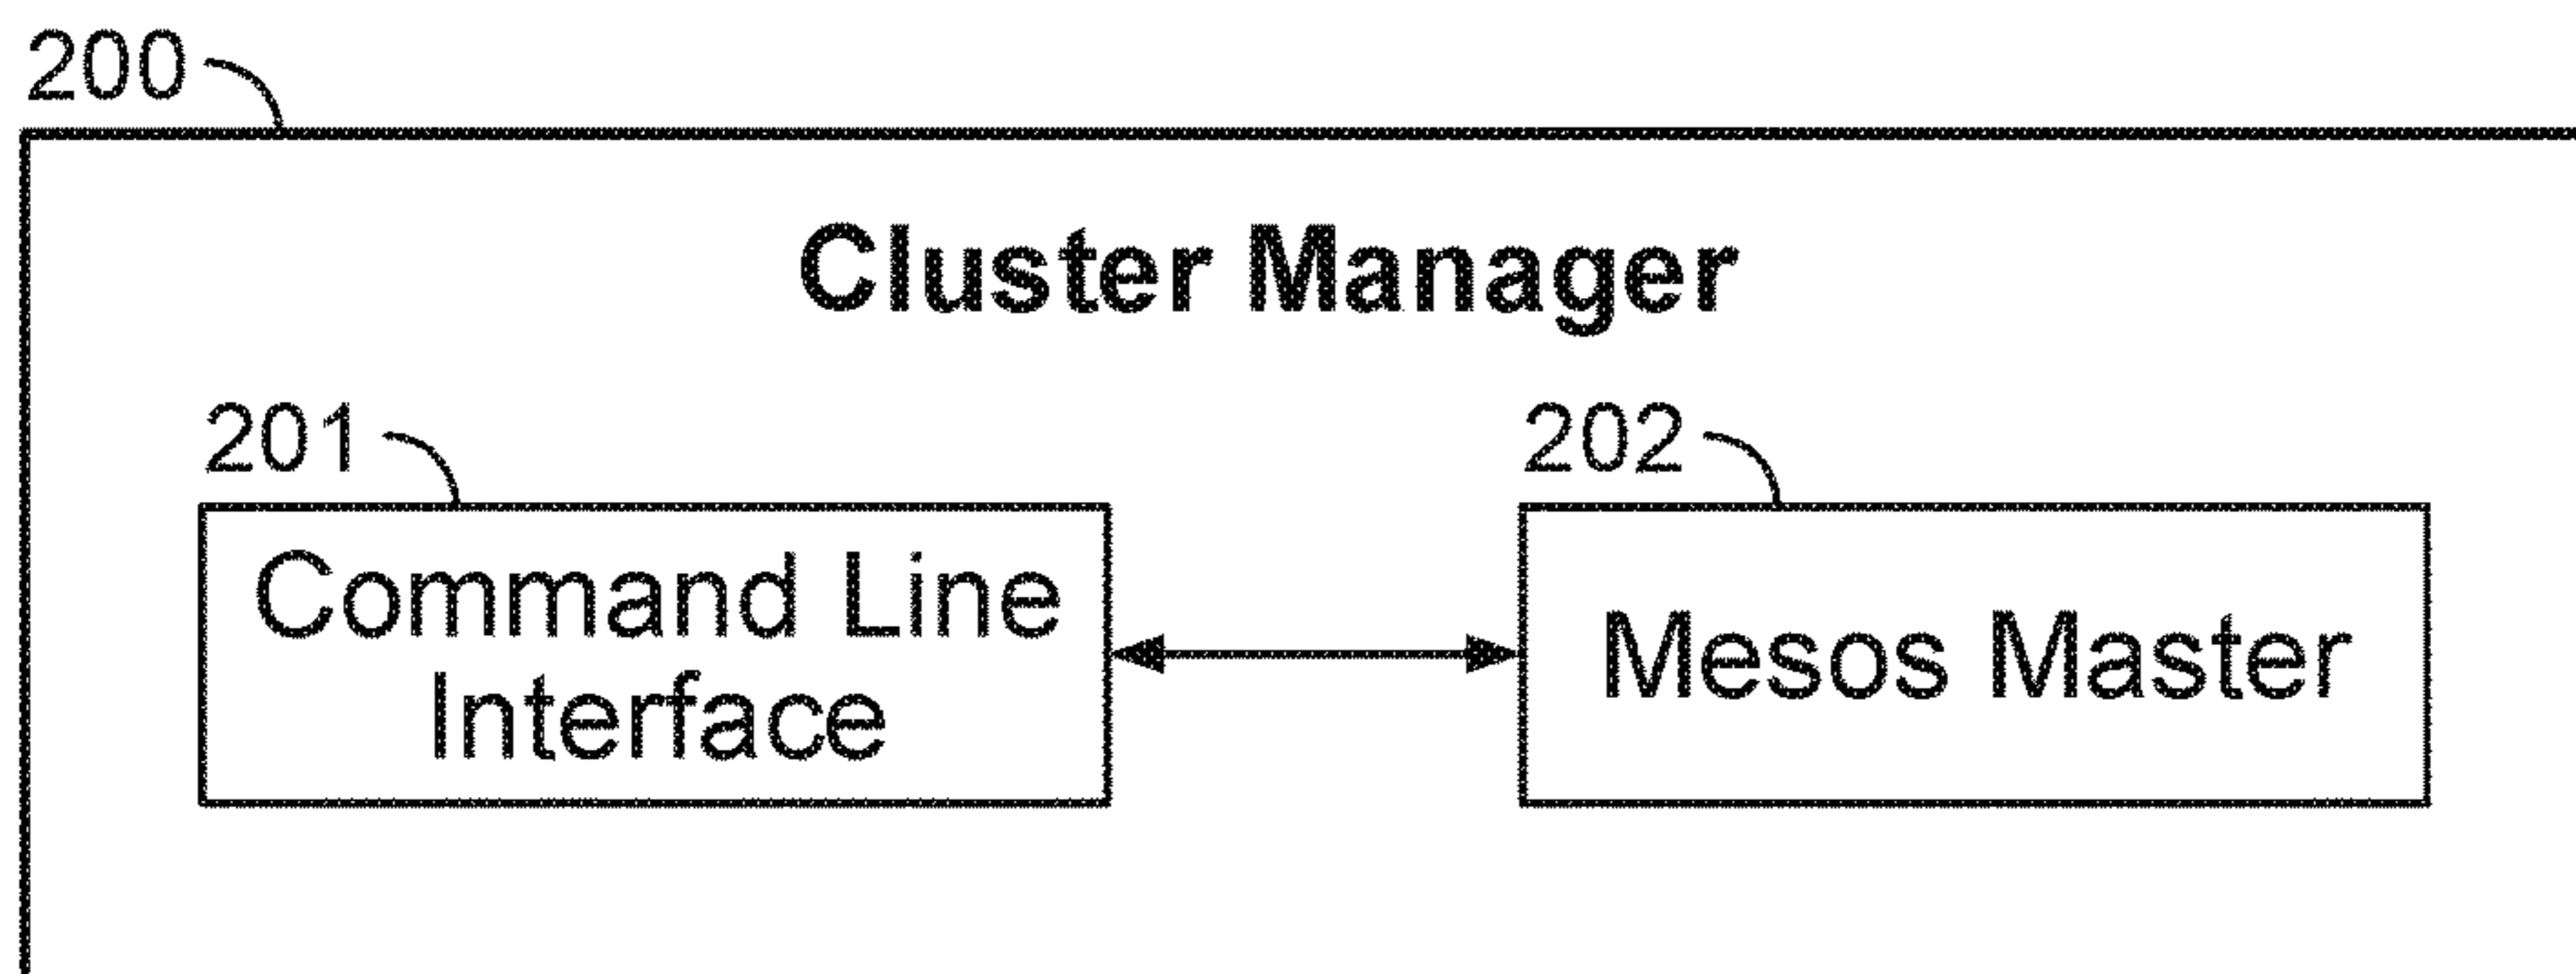 200
Cluster Manager
201
Command Line
Interface
202
Mesos Master